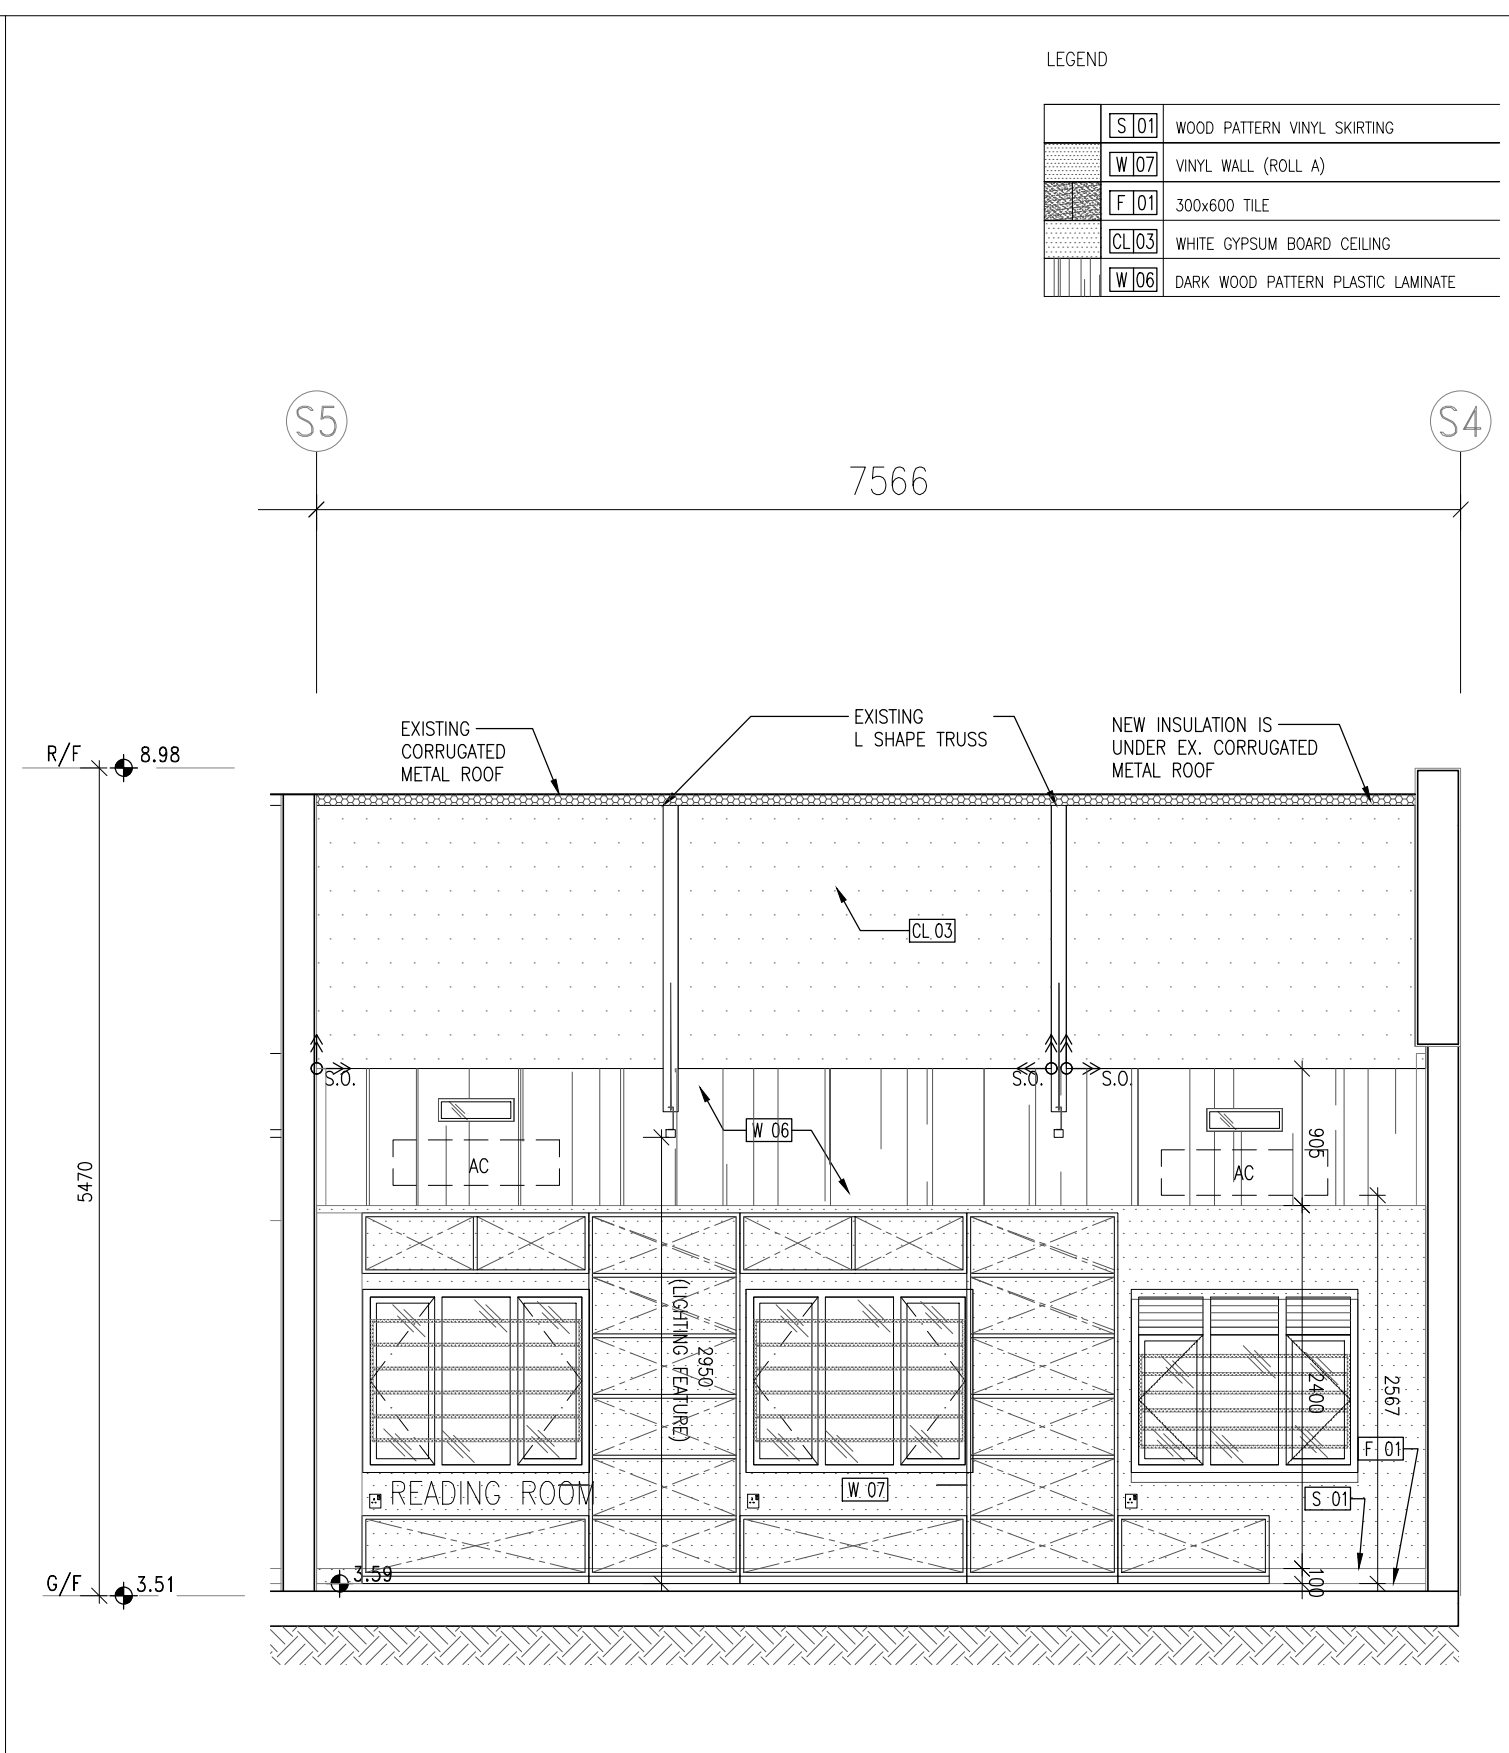 LEGEND
S 01 WOOD PATTERN VINYL SKIRTING
W 07 VINYL WALL (ROLL A)
F 01 300x600 TILE
CL 03 WHITE GYPSUM BOARD CEILING
W 06 DARK WOOD PATTERN PLASTIC LAMINATE
S5
S4
7566
EXISTING
CORRUGATED
METAL ROOF
EXISTING
L SHAPE TRUSS
NEW INSULATION IS
UNDER EX. CORRUGATED
METAL ROOF
R/F 8.98
CL 03
S.O.
S.O.
S.O.
W 06
905
AC
AC
5470
(LIGHTING FEATURE)
2950
2400
2567
F 01
READING ROOM
W 07
S 01
G/F 3.51
3.59
100